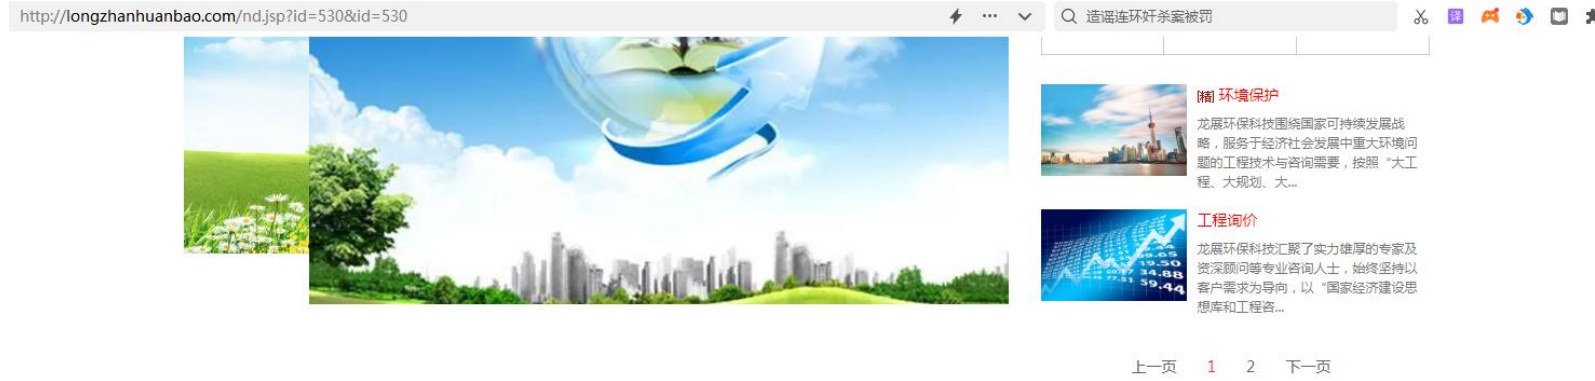 http://longzhanhuanbao.com/nd.jsp?id=530&id=530
造谣连环奸杀案被罚
译
[精] 环境保护
龙展环保科技围绕国家可持续发展战
略，服务于经济社会发展中重大环境问
题的工程技术与咨询需要，按照“大工
程、大规划、大...
工程询价
龙展环保科技汇聚了实力雄厚的专家及
资深顾问等专业咨询人士，始终坚持以
客户需求为导向，以“国家经济建设思
想库和工程咨...
19.50
34.88
59.44
上一页 1 2 下一页